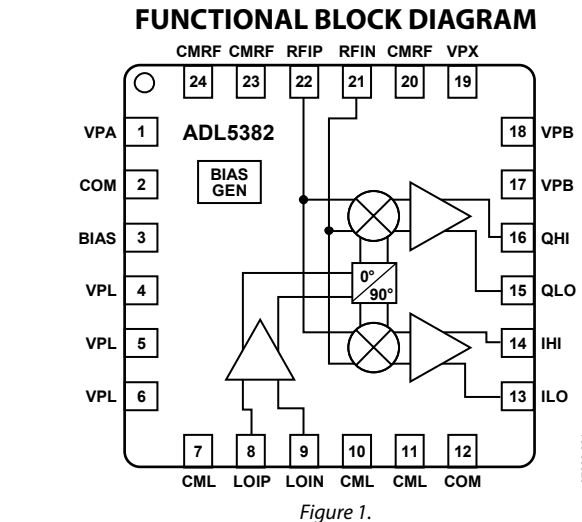 FUNCTIONAL BLOCK DIAGRAM
CMRF CMRF RFIP RFIN CMRF VPX
24 23 22 21 20 19
VPA 1 ADL5382 18 VPB
BIAS
GEN
COM 2 17 VPB
BIAS 3 16 QHI
0°
90°
VPL 4 15 QLO
VPL 5 14 IHI
VPL 6 13 ILO
7 8 9 10 11 12
CML LOIP LOIN CML CML COM
Figure 1.